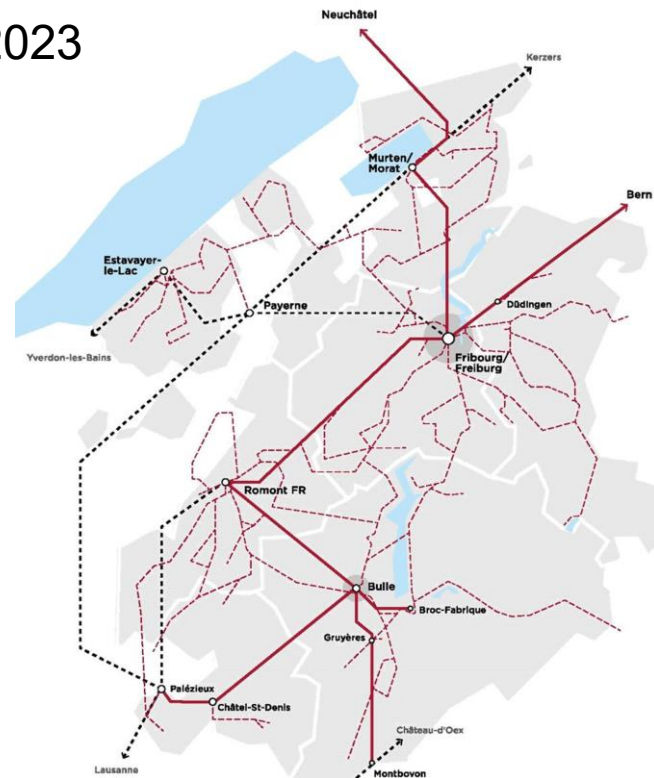 2023
Neuchâtel
Kerzers
Murten/
Morat
Bern
Estavayer-
le-Lac
Payerne
Düdingen
Yverdon-les-Bains
Fribourg/
Freiburg
Romont FR
Bulle
Broc-Fabrique
Gruyères
Palézieux
Châtel-St-Denis
Château-d'Oex
Lausanne
Montbovon